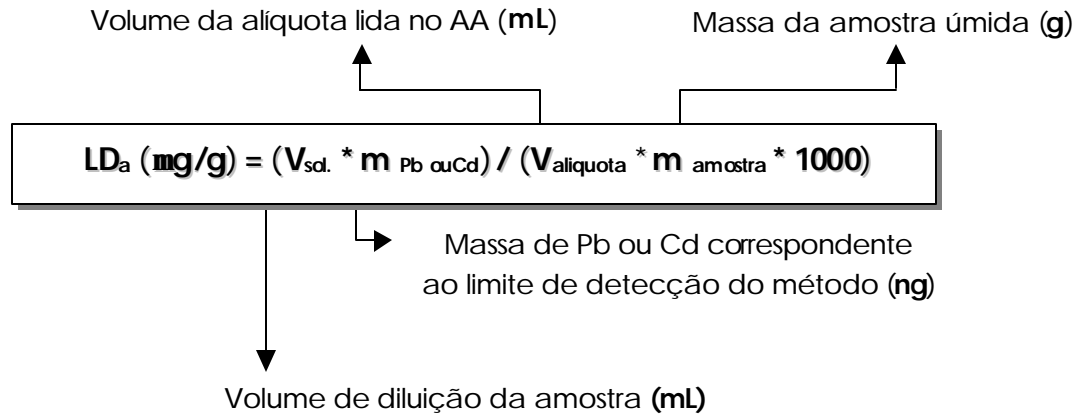 Volume da alíquota lida no AA (mL) Massa da amostra úmida (g)
LDa (mg/g) = (Vsol. * m Pb ouCd) / (Valiquota * m amostra * 1000)
Massa de Pb ou Cd correspondente
ao limite de detecção do método (ng)
Volume de diluição da amostra (mL)